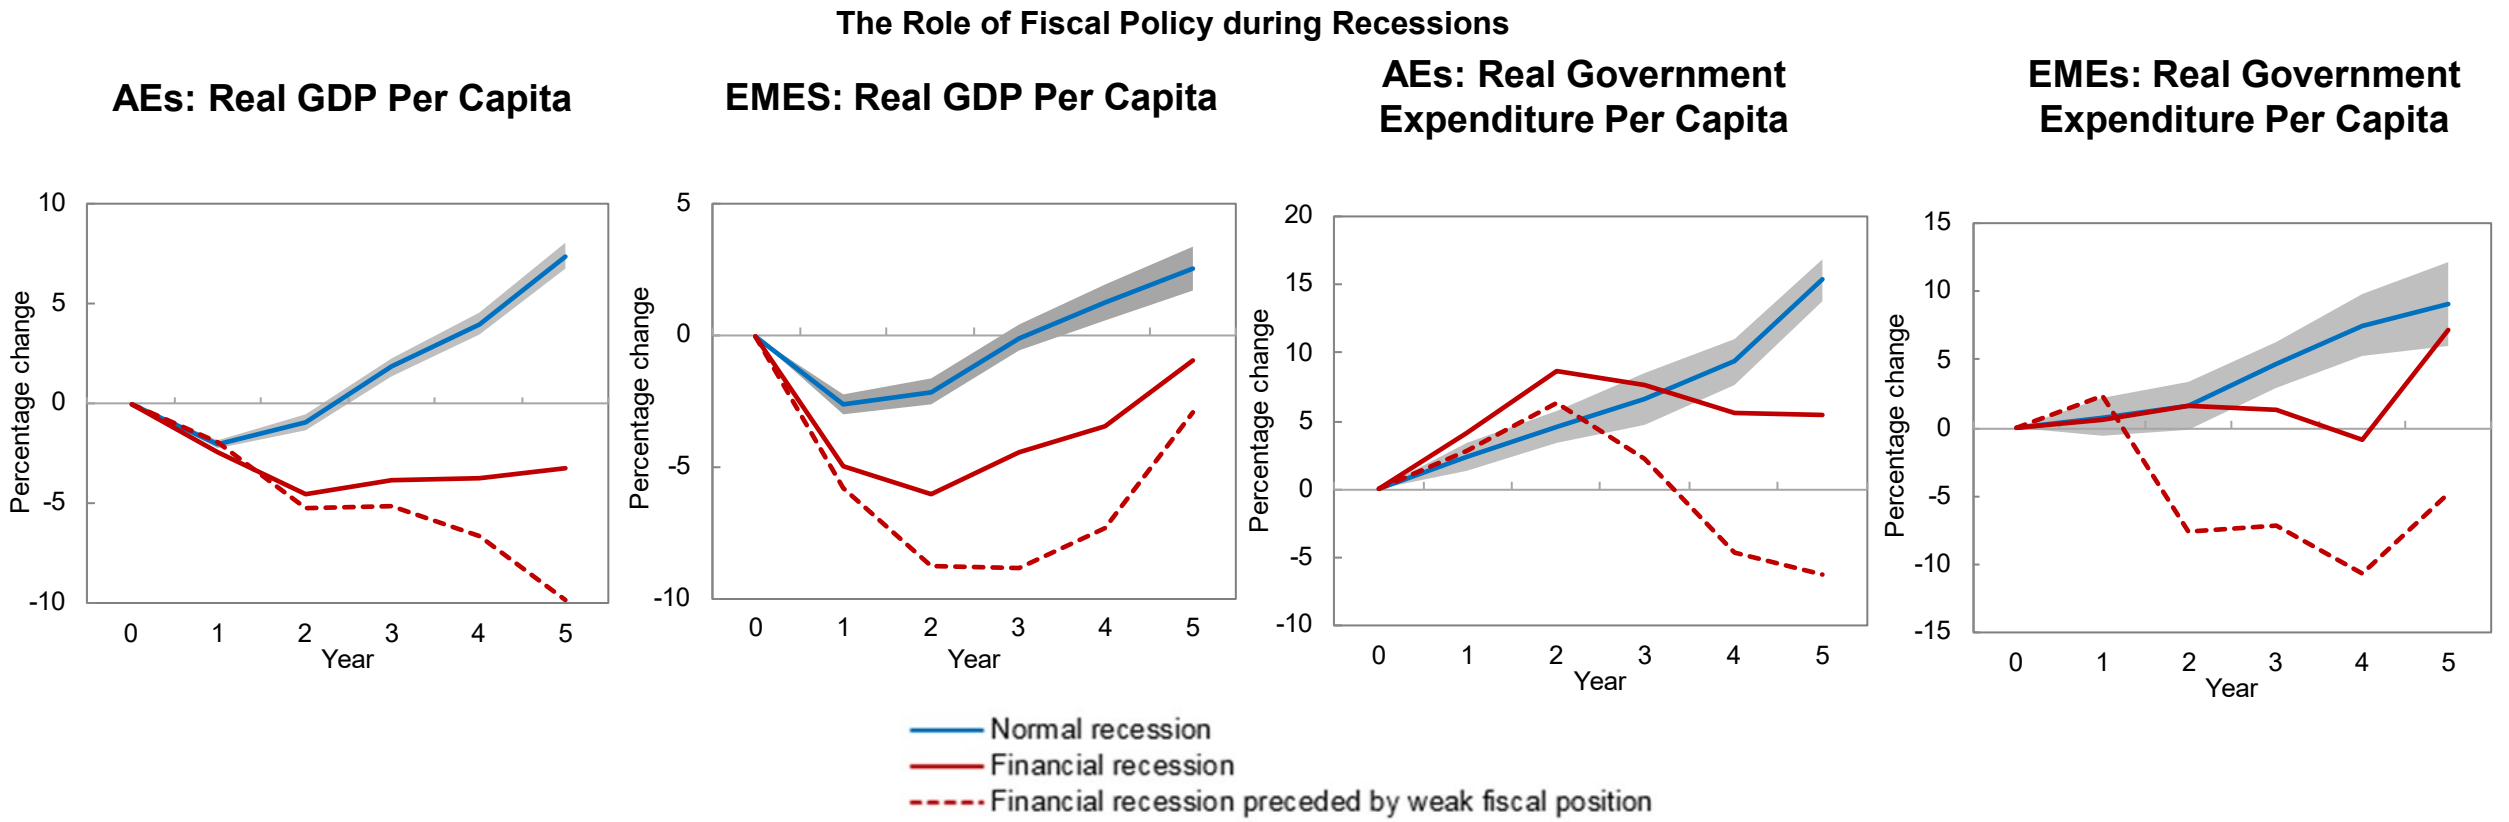 The Role of Fiscal Policy during Recessions
AEs: Real GDP Per Capita
10
5
0
-5
-10
Percentage change
0 1 2 3 4 5
Year
EMES: Real GDP Per Capita
5
0
-5
-10
Percentage change
0 1 2 3 4 5
Year
AEs: Real Government
Expenditure Per Capita
20
15
10
5
0
-5
-10
Percentage change
0 1 2 3 4 5
Year
EMEs: Real Government
Expenditure Per Capita
15
10
5
0
-5
-10
-15
Percentage change
0 1 2 3 4 5
Year
Normal recession
Financial recession
Financial recession preceded by weak fiscal position